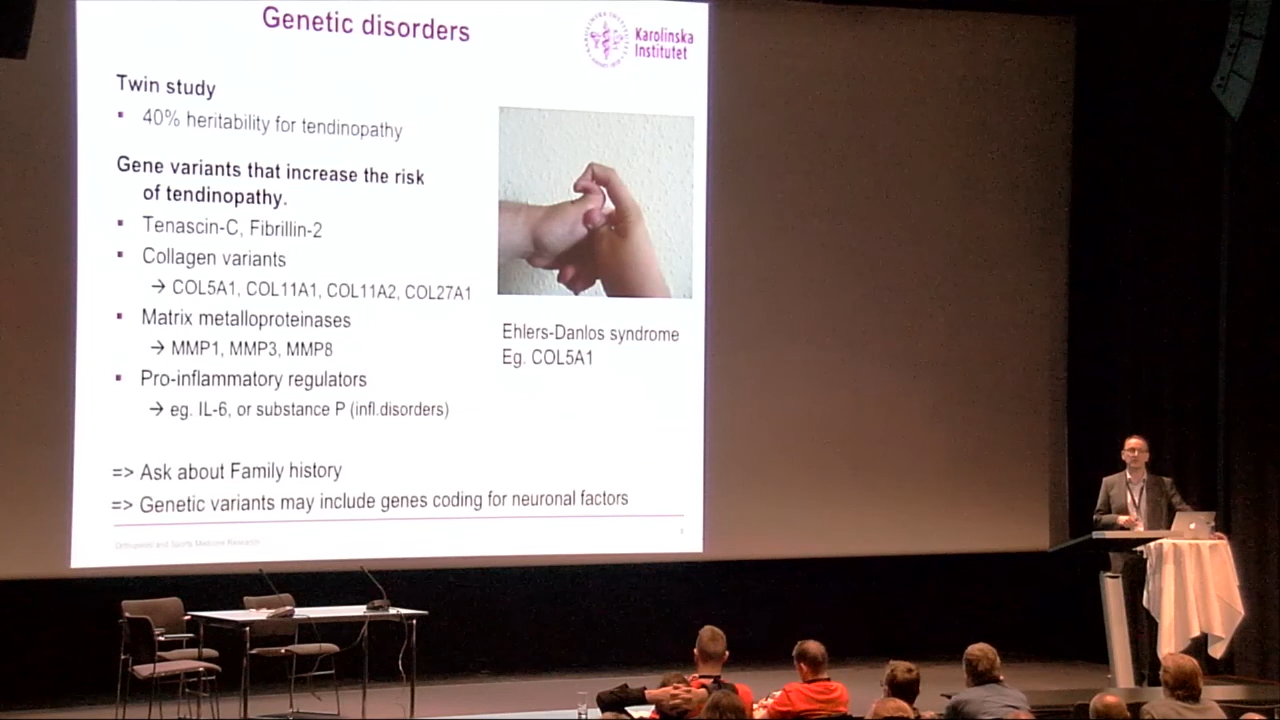 Genetic disorders
Karolinska
Institutet
Twin study
▪ 40% heritability for tendinopathy
Gene variants that increase the risk
of tendinopathy.
▪ Tenascin-C, Fibrillin-2
▪ Collagen variants
→ COL5A1, COL11A1, COL11A2, COL27A1
▪ Matrix metalloproteinases
→ MMP1, MMP3, MMP8
▪ Pro-inflammatory regulators
→ eg. IL-6, or substance P (infl.disorders)
Ehlers-Danlos syndrome
Eg. COL5A1
=> Ask about Family history
=> Genetic variants may include genes coding for neuronal factors
Orthopaedic and Sports Medicine Research